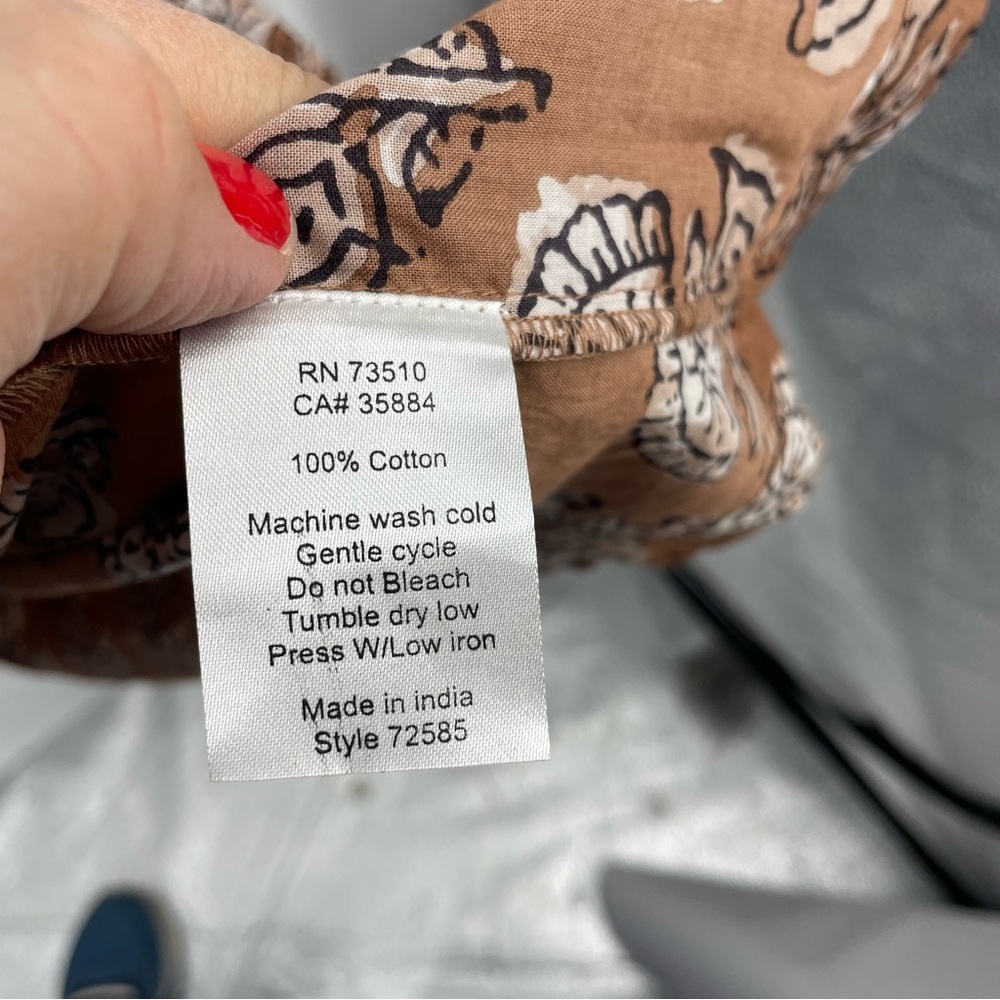 RN 73510
CA# 35884
100% Cotton
Machine wash cold
Gentle cycle
Do not Bleach
Tumble dry low
Press W/Low iron
Made in india
Style 72585